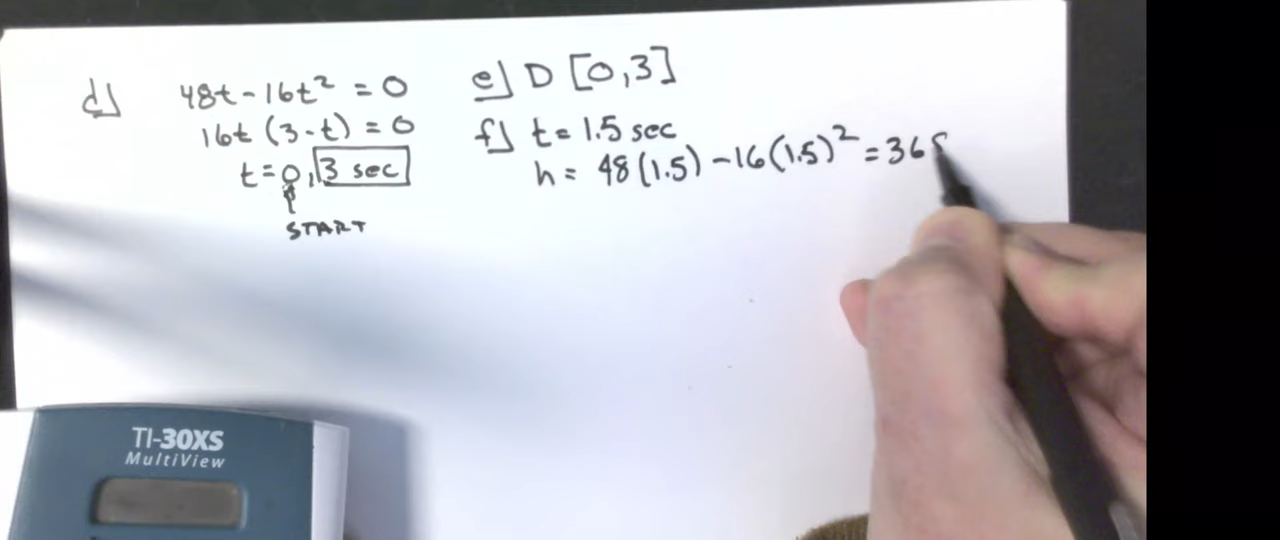 d) 48t - 16t² = 0
16t (3 - t) = 0
t = 0, 3 sec
START
e) D [0,3]
f) t = 1.5 sec
h = 48 (1.5) - 16 (1.5)² = 36
TI-30XS
MultiView